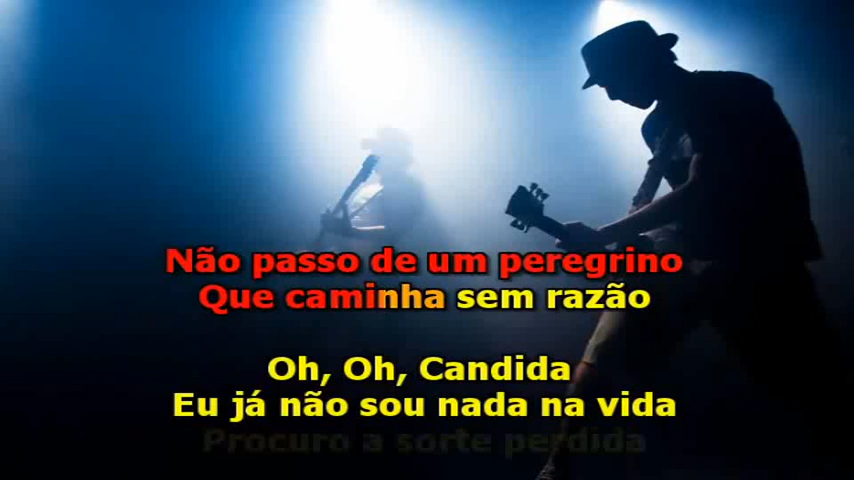 Não passo de um peregrino
Que caminha sem razão
Oh, Oh, Candida
Eu já não sou nada na vida
Procuro a sorte perdida